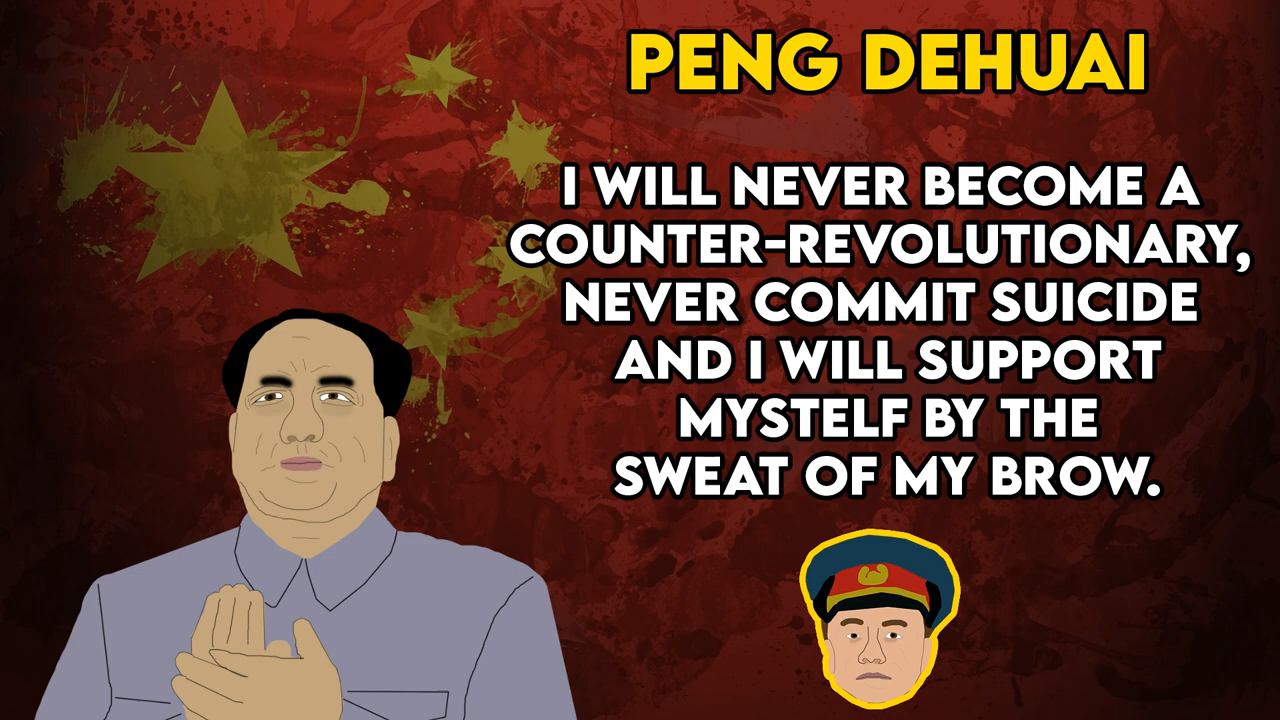 PENG DEHUAI
I WILL NEVER BECOME A
COUNTER-REVOLUTIONARY,
NEVER COMMIT SUICIDE
AND I WILL SUPPORT
MYSTELF BY THE
SWEAT OF MY BROW.